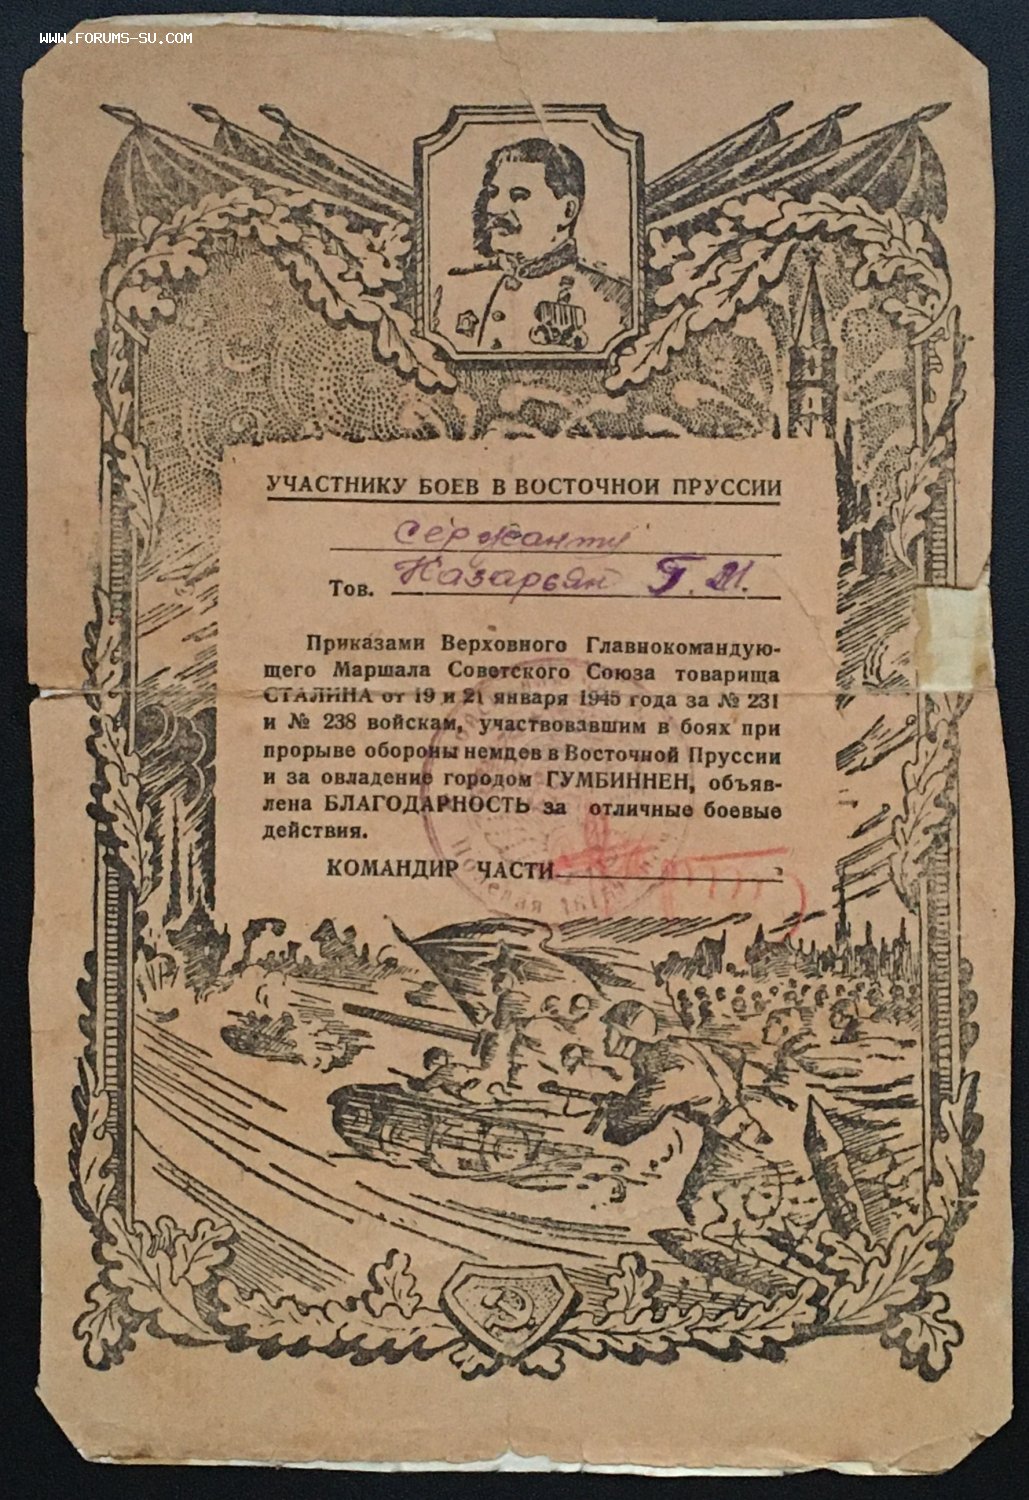 WWW.FORUMS-SU.COM
УЧАСТНИКУ БОЕВ В ВОСТОЧНОЙ ПРУССИИ
Сержанту
Тов. Назарьян Г. М.
Приказами Верховного Главнокомандую-
щего Маршала Советского Союза товарища
СТАЛИНА от 19 и 21 января 1945 года за № 231
и № 238 войскам, участвовавшим в боях при
прорыве обороны немцев в Восточной Пруссии
и за овладение городом ГУМБИННЕН, объяв-
лена БЛАГОДАРНОСТЬ за отличные боевые
действия.
КОМАНДИР ЧАСТИ
Полевая